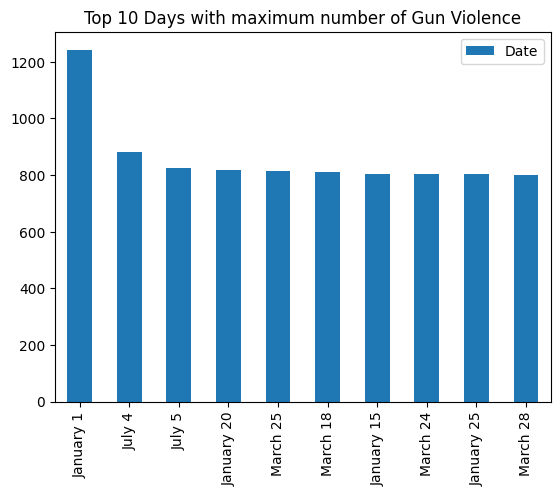 Top 10 Days with maximum number of Gun Violence
Date
1200
1000
800
600
400
200
0
January 1
July 4
July 5
January 20
March 25
March 18
January 15
March 24
January 25
March 28